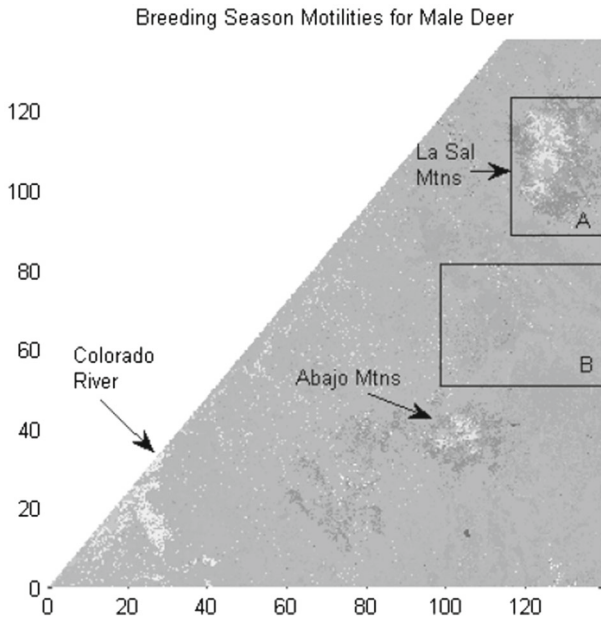 Breeding Season Motilities for Male Deer
120
La Sal
Mtns
100
A
80
60
B
Colorado
River
Abajo Mtns
40
20
0
0 20 40 60 80 100 120